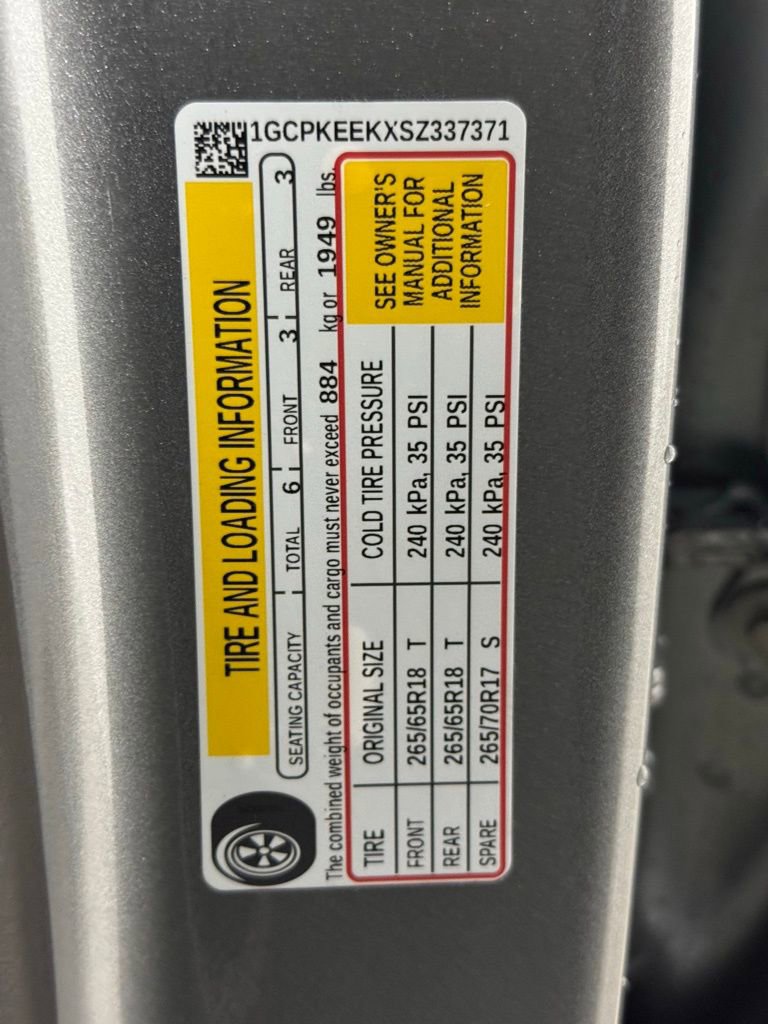 1GCPKEEKXSZ337371
TIRE AND LOADING INFORMATION
SEATING CAPACITY TOTAL 6 FRONT 3 REAR 3
The combined weight of occupants and cargo must never exceed 884 kg or 1949 lbs.
TIRE ORIGINAL SIZE COLD TIRE PRESSURE
FRONT 265/65R18 T 240 kPa, 35 PSI
REAR 265/65R18 T 240 kPa, 35 PSI
SPARE 265/70R17 S 240 kPa, 35 PSI
SEE OWNER'S
MANUAL FOR
ADDITIONAL
INFORMATION